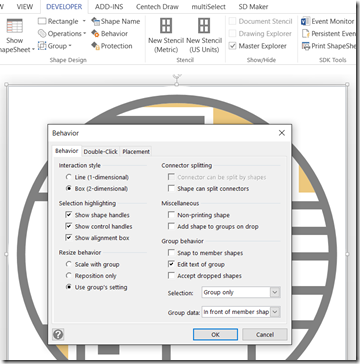 VIEW
DEVELOPER
ADD-INS
Centech Draw
multiSelect
SD Maker
Rectangle
Shape Name
Document Stencil
Event Monitor
Operations
Behavior
Drawing Explorer
Persistent Event
Show
ShapeSheet
New Stencil
(Metric)
New Stencil
(US Units)
Group
Protection
Master Explorer
Print ShapeShe
Shape Design
Stencil
Show/Hide
SDK Tools
Behavior
Behavior
Double-Click
Placement
Interaction style
Line (1-dimensional)
Box (2-dimensional)
Selection highlighting
Show shape handles
Show control handles
Show alignment box
Resize behavior
Scale with group
Reposition only
Use group's setting
Connector splitting
Connector can be split by shapes
Shape can split connectors
Miscellaneous
Non-printing shape
Add shape to groups on drop
Group behavior
Snap to member shapes
Edit text of group
Accept dropped shapes
Selection: Group only
Group data: In front of member shap
?
OK
Cancel